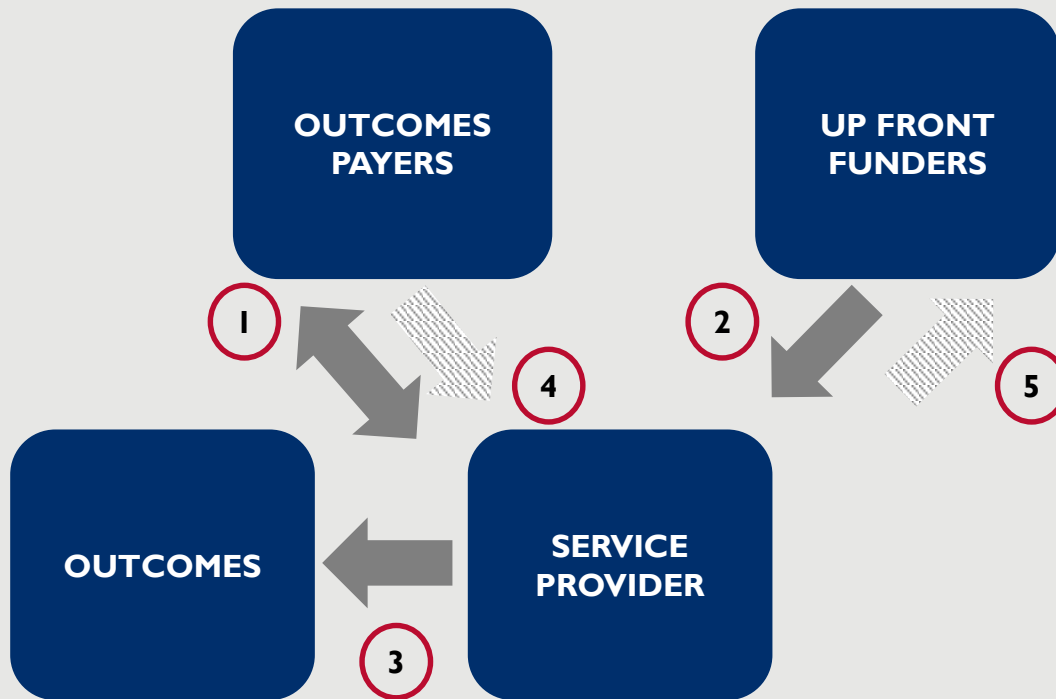 OUTCOMES
PAYERS
UP FRONT
FUNDERS
1
2
4
5
OUTCOMES
SERVICE
PROVIDER
3